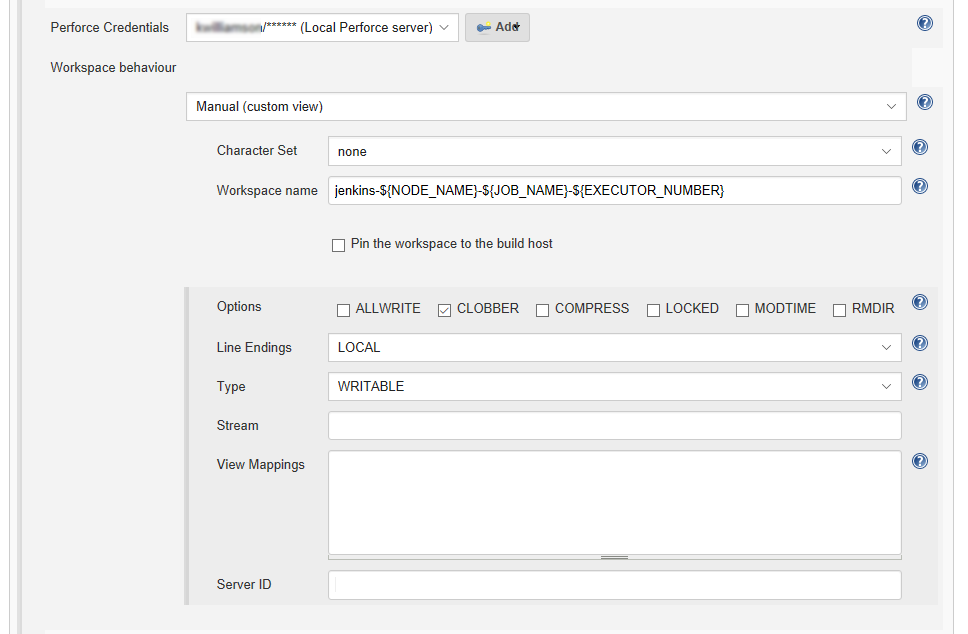 Perforce Credentials /****** (Local Perforce server) Add
Workspace behaviour
Manual (custom view)
Character Set none
Workspace name jenkins-${NODE_NAME}-${JOB_NAME}-${EXECUTOR_NUMBER}
Pin the workspace to the build host
Options ALLWRITE CLOBBER COMPRESS LOCKED MODTIME RMDIR
Line Endings LOCAL
Type WRITABLE
Stream
View Mappings
Server ID